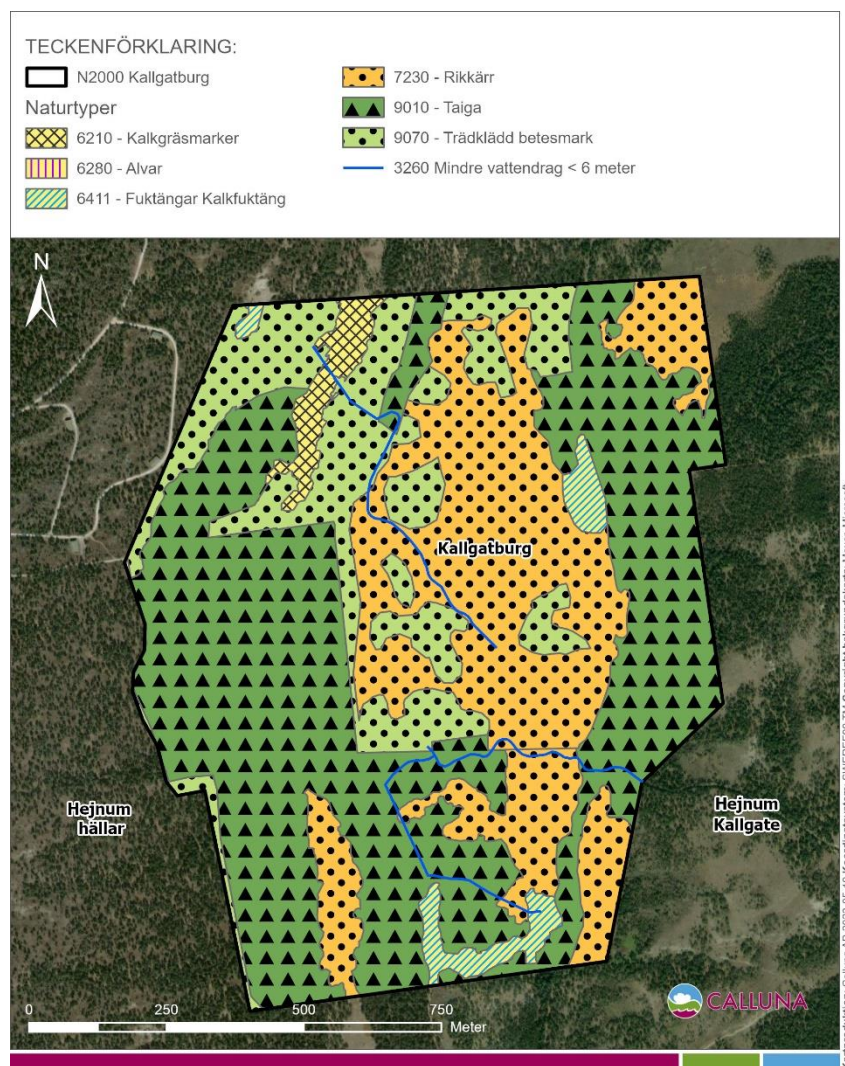 TECKENFÖRKLARING:
N2000 Kallgatburg
Naturtyper
6210 - Kalkgräsmarker
6280 - Alvar
6411 - Fuktängar Kalkfuktäng
7230 - Rikkärr
9010 - Taiga
9070 - Trädklädd betesmark
3260 Mindre vattendrag < 6 meter
N
Kallgatburg
Hejnum
hällar
Hejnum
Kallgate
0 250 500 750
Meter
CALLUNA